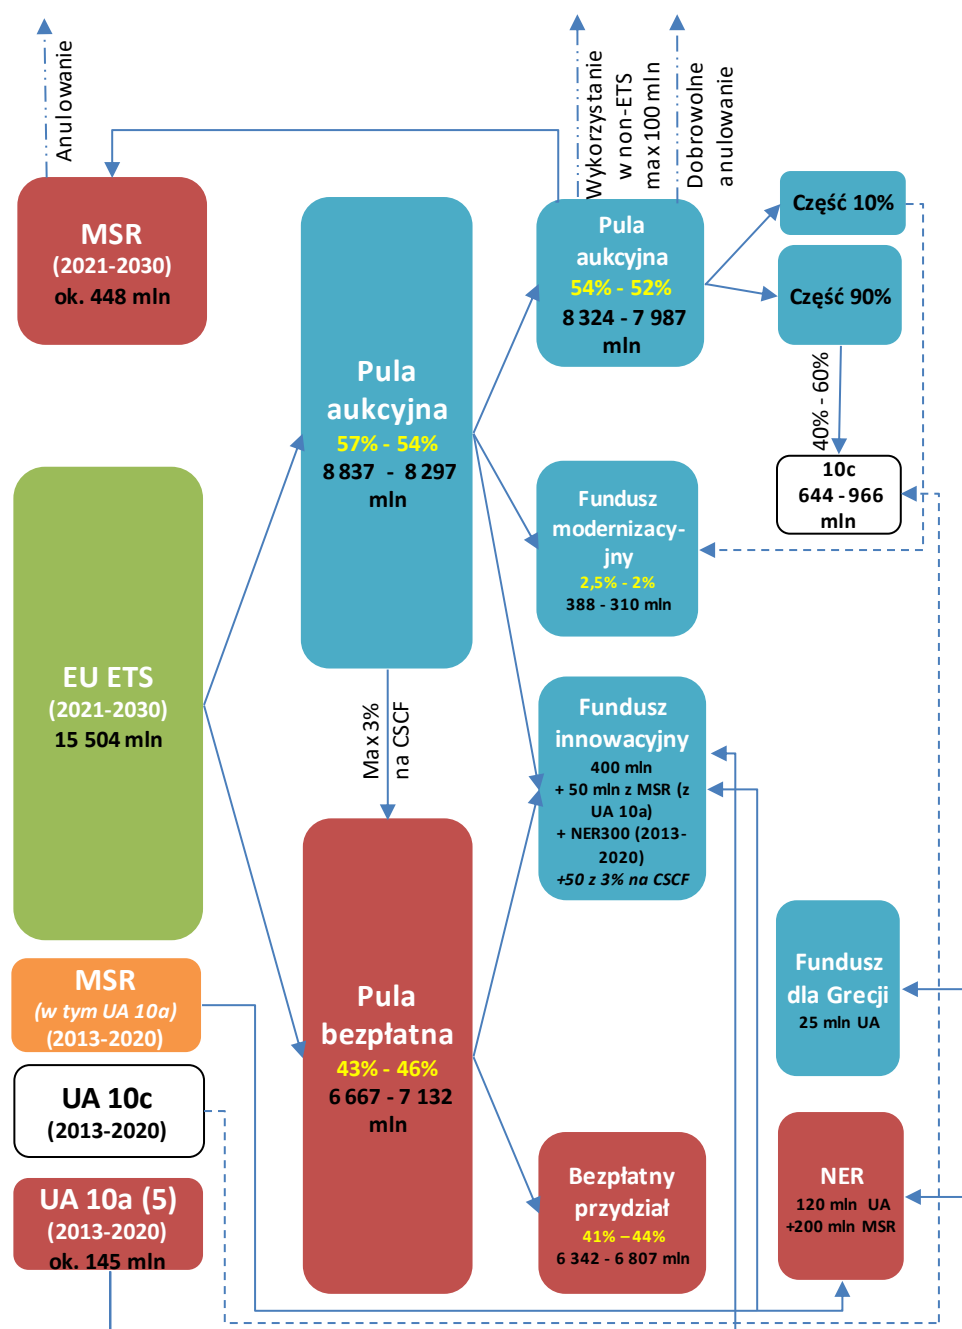 Anulowanie
Wykorzystanie
w non-ETS
max 100 mln
Dobrowolne
anulowanie
MSR
(2021-2030)
ok. 448 mln
Pula
aukcyjna
57% - 54%
8 837 - 8 297
mln
Pula
aukcyjna
54% - 52%
8 324 - 7 987
mln
Część 10%
Część 90%
40% - 60%
10c
644 - 966
mln
Fundusz
modernizacy-
jny
2,5% - 2%
388 - 310 mln
EU ETS
(2021-2030)
15 504 mln
Max 3%
na CSCF
Fundusz
innowacyjny
400 mln
+ 50 mln z MSR (z
UA 10a)
+ NER300 (2013-
2020)
+50 z 3% na CSCF
Fundusz
dla Grecji
25 mln UA
MSR
(w tym UA 10a)
(2013-2020)
Pula
bezpłatna
43% - 46%
6 667 - 7 132
mln
UA 10c
(2013-2020)
UA 10a (5)
(2013-2020)
ok. 145 mln
Bezpłatny
przydział
41% – 44%
6 342 - 6 807 mln
NER
120 mln UA
+200 mln MSR